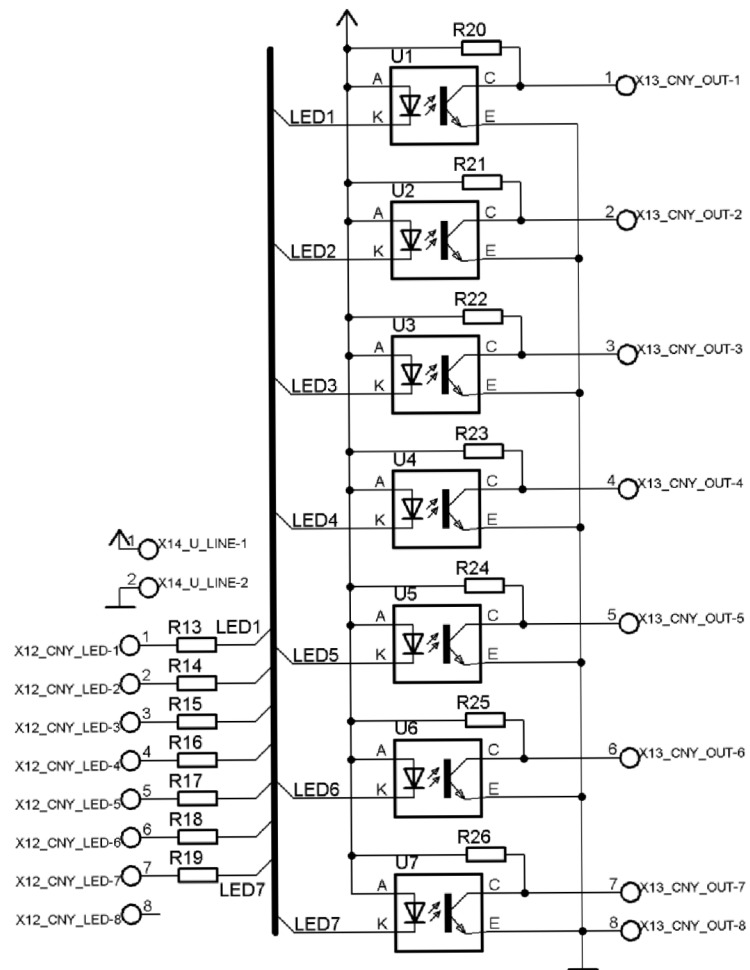 R20
U1
A C 1 X13_CNY_OUT-1
LED1 K E
R21
U2
A C 2 X13_CNY_OUT-2
LED2 K E
R22
U3
A C 3 X13_CNY_OUT-3
LED3 K E
R23
U4
A C 4 X13_CNY_OUT-4
LED4 K E
1 X14_U_LINE-1
2 X14_U_LINE-2
R24
U5
A C 5 X13_CNY_OUT-5
LED5 K E
X12_CNY_LED-1 1 R13 LED1
X12_CNY_LED-2 2 R14
X12_CNY_LED-3 3 R15
X12_CNY_LED-4 4 R16
X12_CNY_LED-5 5 R17
X12_CNY_LED-6 6 R18
X12_CNY_LED-7 7 R19 LED7
X12_CNY_LED-8 8
R25
U6
A C 6 X13_CNY_OUT-6
LED6 K E
R26
U7
A C 7 X13_CNY_OUT-7
LED7 K E 8 X13_CNY_OUT-8